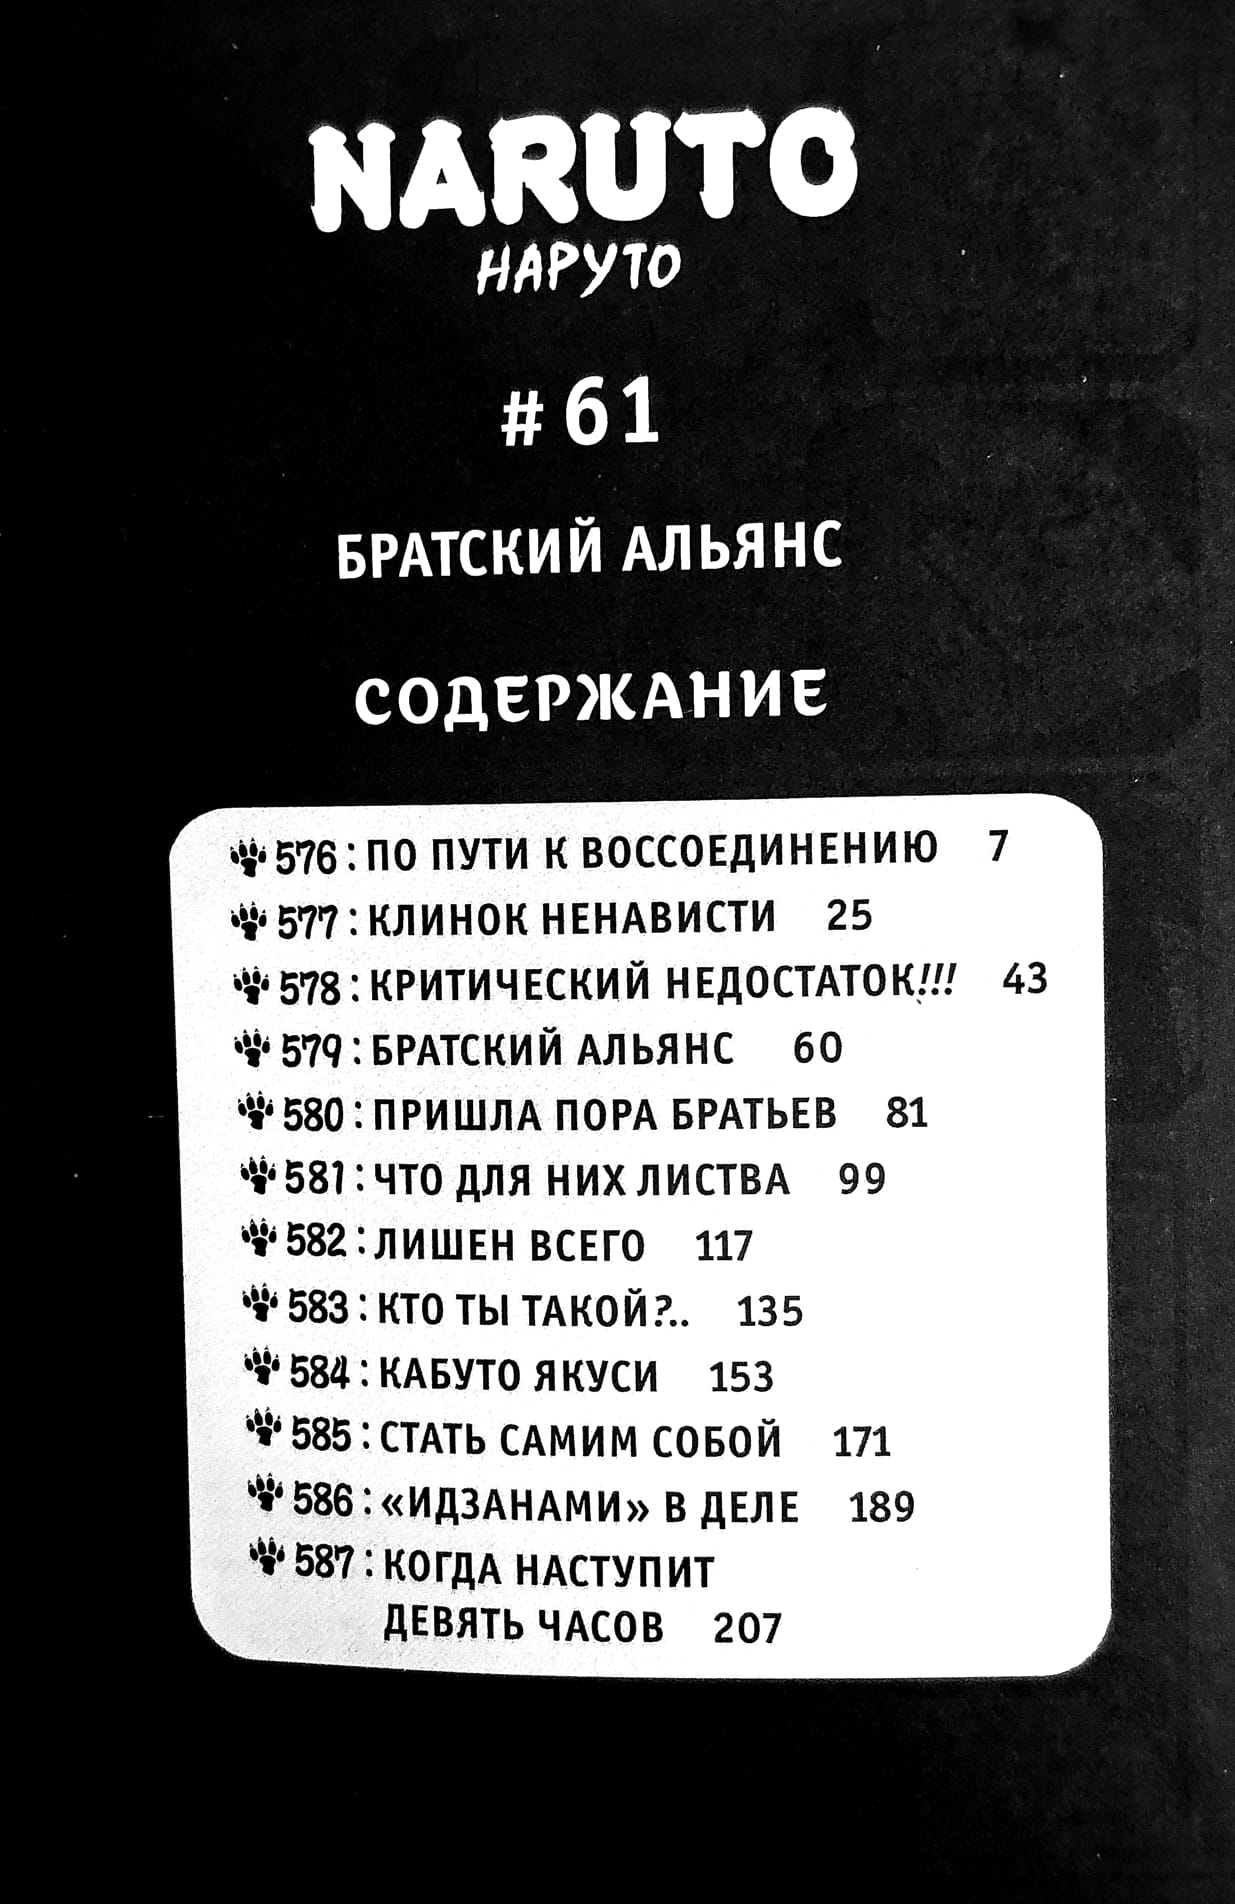 NARUTO
НАРУТО
# 61
БРАТСКИЙ АЛЬЯНС
СОДЕРЖАНИЕ
576: ПО ПУТИ К ВОССОЕДИНЕНИЮ 7
577: КЛИНОК НЕНАВИСТИ 25
578: КРИТИЧЕСКИЙ НЕДОСТАТОК!!! 43
579: БРАТСКИЙ АЛЬЯНС 60
580: ПРИШЛА ПОРА БРАТЬЕВ 81
581: ЧТО ДЛЯ НИХ ЛИСТВА 99
582: ЛИШЕН ВСЕГО 117
583: КТО ТЫ ТАКОЙ?.. 135
584: КАБУТО ЯКУСИ 153
585: СТАТЬ САМИМ СОБОЙ 171
586: «ИДЗАНАМИ» В ДЕЛЕ 189
587: КОГДА НАСТУПИТ
ДЕВЯТЬ ЧАСОВ 207